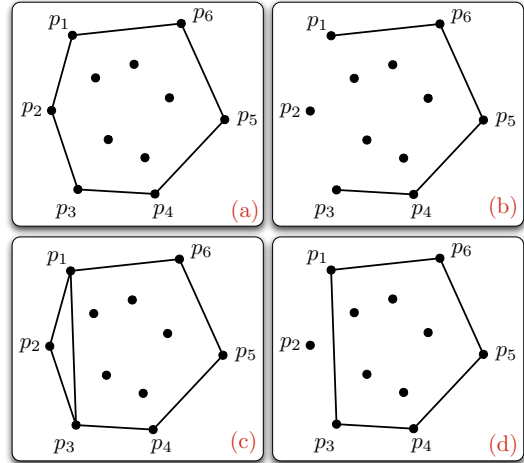 p₁ p₆
p₂ p₅
p₃ p₄ (a)
p₁ p₆
p₂ p₅
p₃ p₄ (b)
p₁ p₆
p₂ p₅
p₃ p₄ (c)
p₁ p₆
p₂ p₅
p₃ p₄ (d)